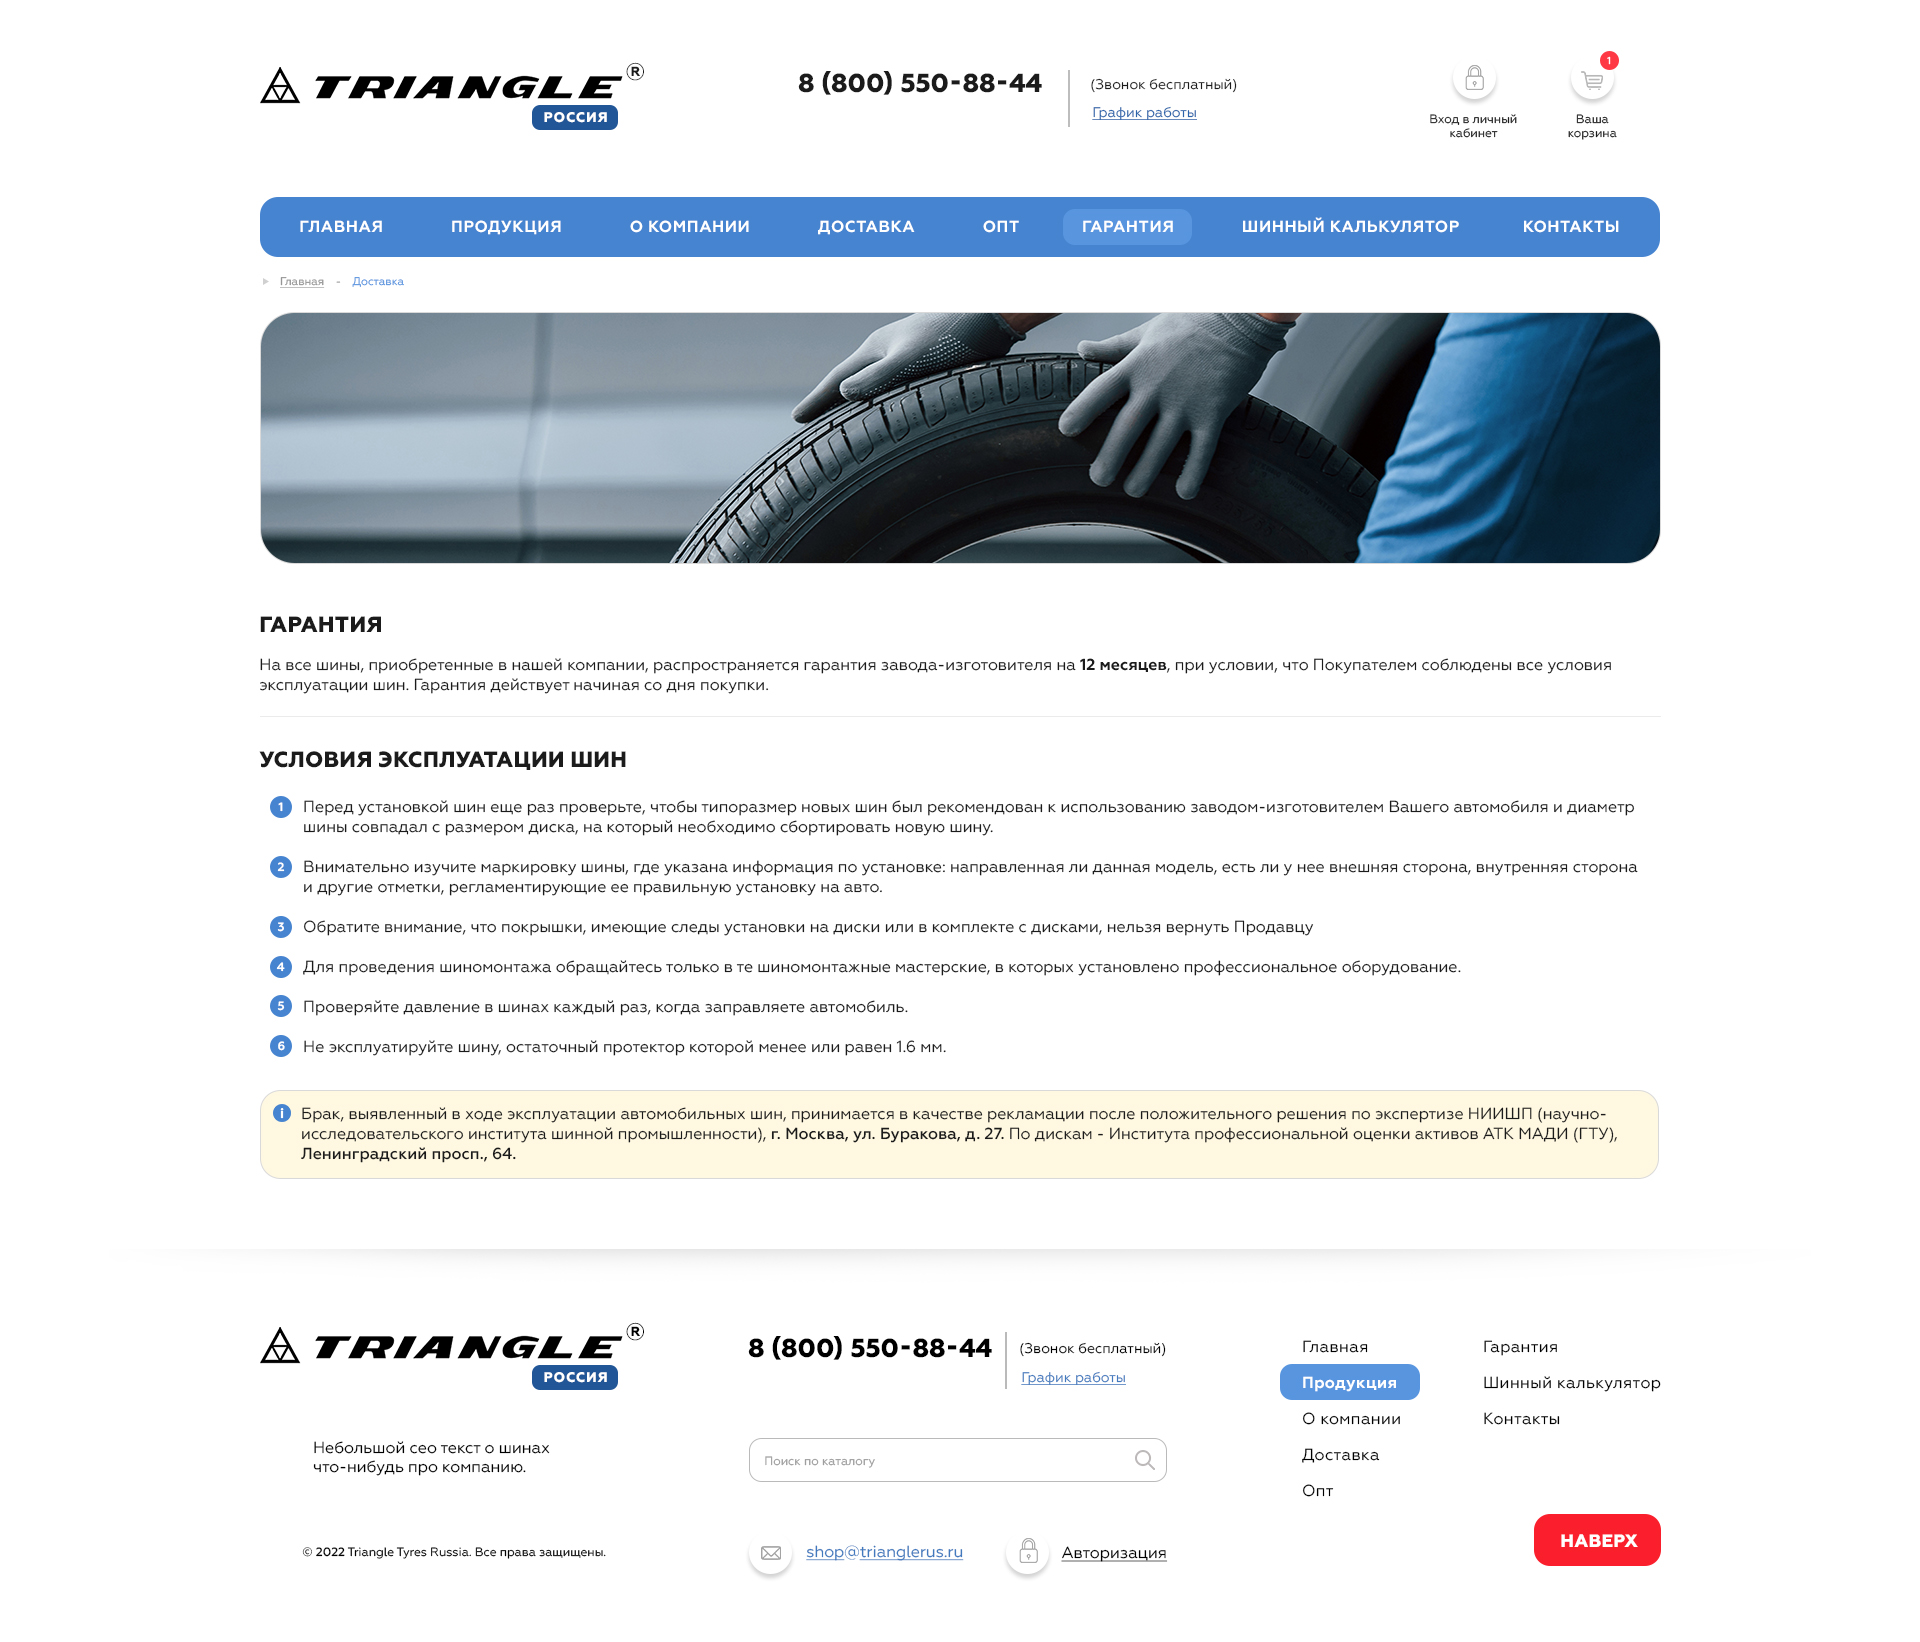 TRIANGLE ®
РОССИЯ
8 (800) 550-88-44
(Звонок бесплатный)
График работы
Вход в личный
кабинет
1
Ваша
корзина
ГЛАВНАЯ ПРОДУКЦИЯ О КОМПАНИИ ДОСТАВКА ОПТ ГАРАНТИЯ ШИННЫЙ КАЛЬКУЛЯТОР КОНТАКТЫ
Главная - Доставка
ГАРАНТИЯ
На все шины, приобретенные в нашей компании, распространяется гарантия завода-изготовителя на 12 месяцев, при условии, что Покупателем соблюдены все условия
эксплуатации шин. Гарантия действует начиная со дня покупки.
УСЛОВИЯ ЭКСПЛУАТАЦИИ ШИН
1 Перед установкой шин еще раз проверьте, чтобы типоразмер новых шин был рекомендован к использованию заводом-изготовителем Вашего автомобиля и диаметр
шины совпадал с размером диска, на который необходимо сбортировать новую шину.
2 Внимательно изучите маркировку шины, где указана информация по установке: направленная ли данная модель, есть ли у нее внешняя сторона, внутренняя сторона
и другие отметки, регламентирующие ее правильную установку на авто.
3 Обратите внимание, что покрышки, имеющие следы установки на диски или в комплекте с дисками, нельзя вернуть Продавцу
4 Для проведения шиномонтажа обращайтесь только в те шиномонтажные мастерские, в которых установлено профессиональное оборудование.
5 Проверяйте давление в шинах каждый раз, когда заправляете автомобиль.
6 Не эксплуатируйте шину, остаточный протектор которой менее или равен 1.6 мм.
i Брак, выявленный в ходе эксплуатации автомобильных шин, принимается в качестве рекламации после положительного решения по экспертизе НИИШП (научно-
исследовательского института шинной промышленности), г. Москва, ул. Буракова, д. 27. По дискам - Института профессиональной оценки активов АТК МАДИ (ГТУ),
Ленинградский просп., 64.
TRIANGLE ®
РОССИЯ
Небольшой сео текст о шинах
что-нибудь про компанию.
© 2022 Triangle Tyres Russia. Все права защищены.
8 (800) 550-88-44
(Звонок бесплатный)
График работы
Поиск по каталогу
shop@trianglerus.ru
Авторизация
Главная
Продукция
О компании
Доставка
Опт
Гарантия
Шинный калькулятор
Контакты
НАВЕРХ